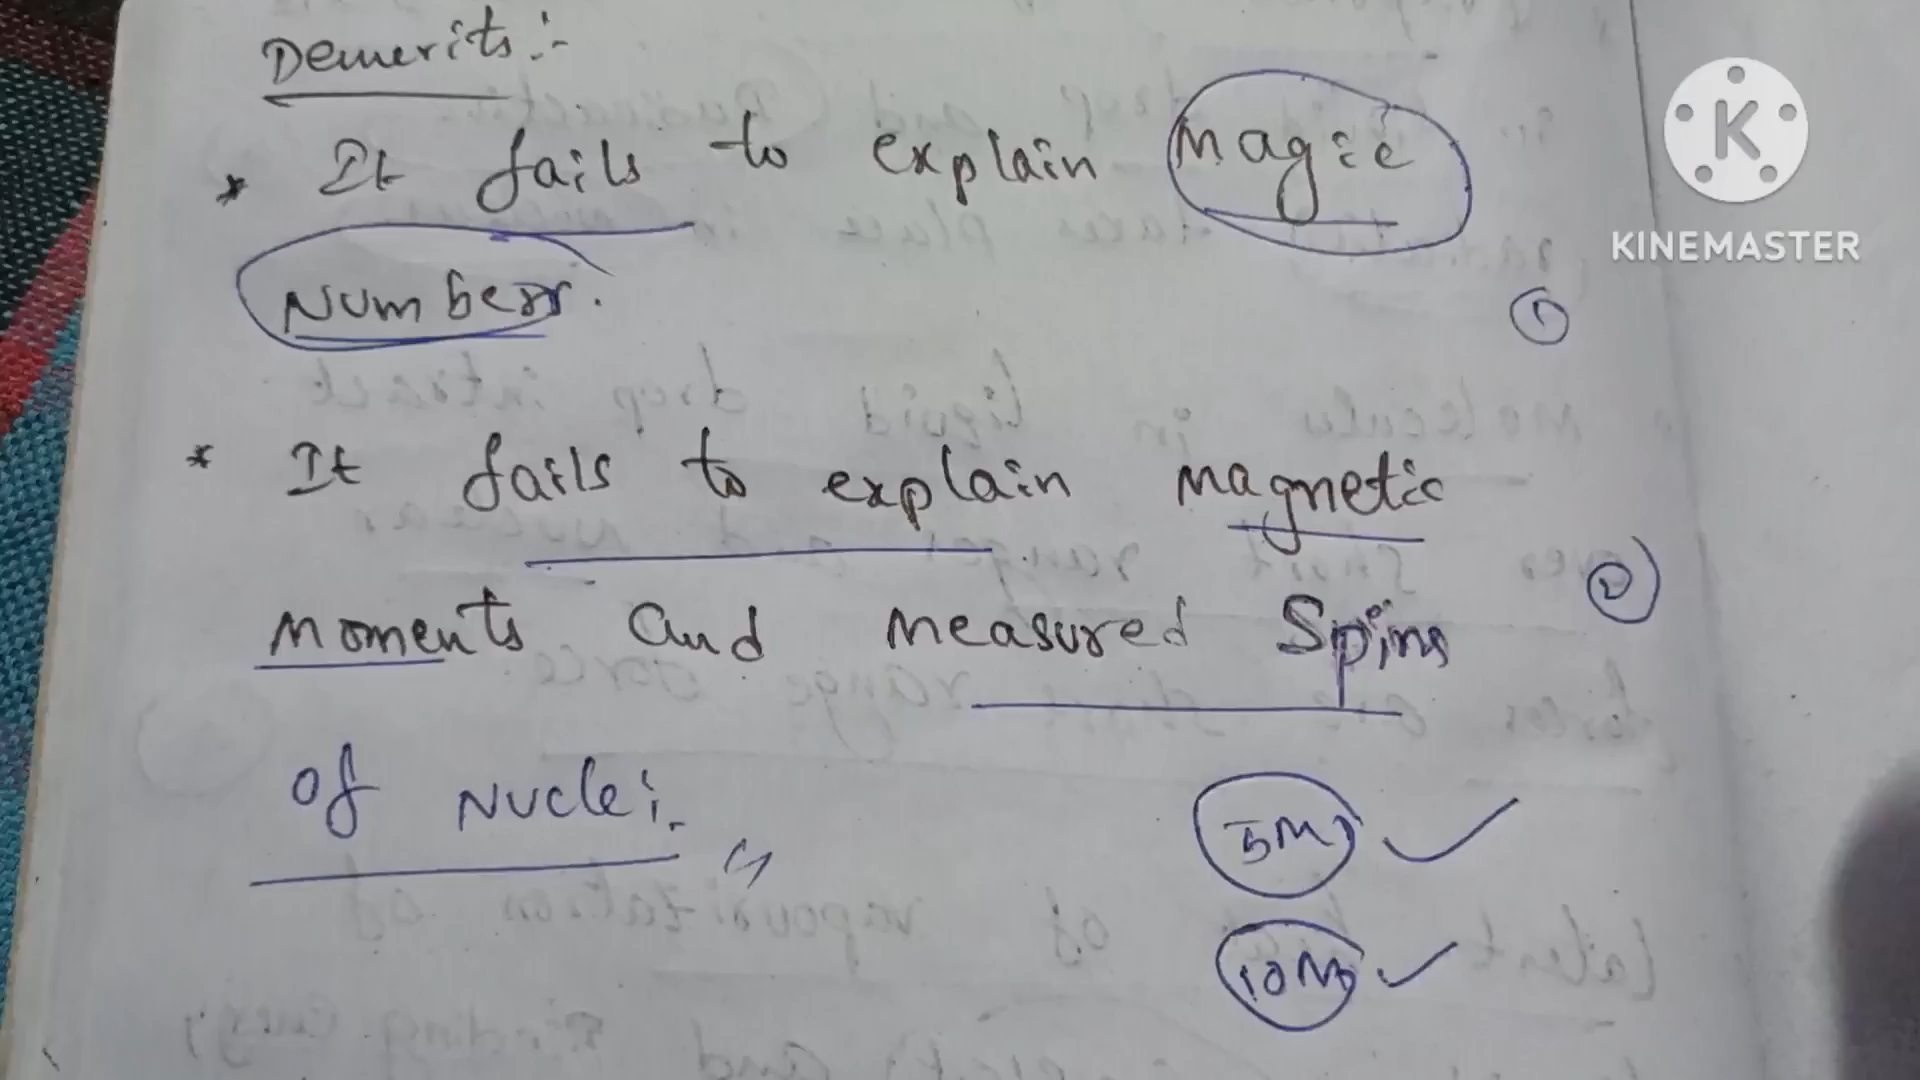 Demerits:-
* It fails to explain magic
Numbers.
①
* It fails to explain magnetic
②
moments and measured Spins
of Nuclei.
5M
10M
KINEMASTER